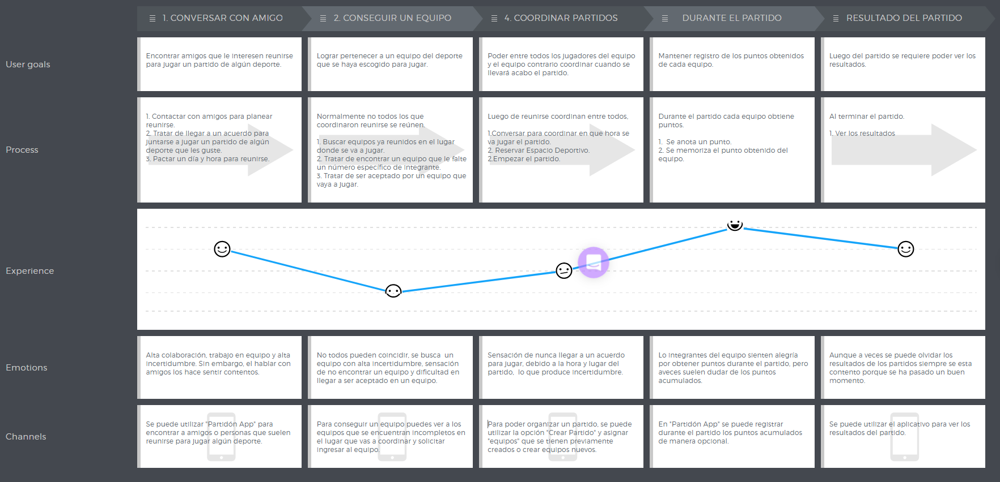 1. CONVERSAR CON AMIGO
2. CONSEGUIR UN EQUIPO
4. COORDINAR PARTIDOS
DURANTE EL PARTIDO
RESULTADO DEL PARTIDO
User goals
Encontrar amigos que le interesen reunirse
para jugar un partido de algún deporte.
Lograr pertenecer a un equipo del deporte
que se haya escogido para jugar.
Poder entre todos los jugadores del equipo
y el equipo contrario coordinar cuando se
llevará acabo el partido.
Mantener registro de los puntos obtenidos
de cada equipo.
Luego del partido se requiere poder ver los
resultados.
Process
1. Contactar con amigos para planear
reunirse.
2. Tratar de llegar a un acuerdo para
juntarse a jugar un partido de algún
deporte que les guste.
3. Pactar un día y hora para reunirse.
Normalmente no todos los que
coordinaron reunirse se reúnen.
1. Buscar equipos ya reunidos en el lugar
donde se va a jugar.
2. Tratar de encontrar un equipo que le falte
un número específico de integrante.
3. Tratar de ser aceptado por un equipo que
vaya a jugar.
Luego de reunirse coordinan entre todos,
1.Conversar para coordinar en que hora se
va jugar el partido.
2. Reservar Espacio Deportivo.
2.Empezar el partido.
Durante el partido cada equipo obtiene
puntos.
1. Se anota un punto.
2. Se memoriza el punto obtenido del
equipo.
Al terminar el partido.
1. Ver los resultados
Experience
Emotions
Alta colaboración, trabajo en equipo y alta
incertidumbre. Sin embargo, el hablar con
amigos los hace sentir contentos.
No todos pueden coincidir, se busca un
equipo con alta incertidumbre, sensación
de no encontrar un equipo y dificultad en
llegar a ser aceptado en un equipo.
Sensación de nunca llegar a un acuerdo
para jugar, debido a la hora y lugar del
partido, lo que produce incertidumbre.
Lo integrantes del equipo sienten alegría
por obtener puntos durante el partido, pero
aveces suelen dudar de los puntos
acumulados.
Aunque a veces se puede olvidar los
resultados de los partidos siempre se esta
contento porque se ha pasado un buen
momento.
Channels
Se puede utilizar "Partidón App" para
encontrar a amigos o personas que suelen
reunirse para jugar algún deporte.
Para conseguir un equipo puedes ver a los
equipos que se encuentran incompletos en
el lugar que vas a coordinar y solicitar
ingresar al equipo.
Para poder organizar un partido, se puede
utilizar la opción "Crear Partido" y asignar
"equipos" que se tienen previamente
creados o crear equipos nuevos.
En "Partidón App" se puede registrar
durante el partido los puntos acumulados
de manera opcional.
Se puede utilizar el aplicativo para ver los
resultados del partido.